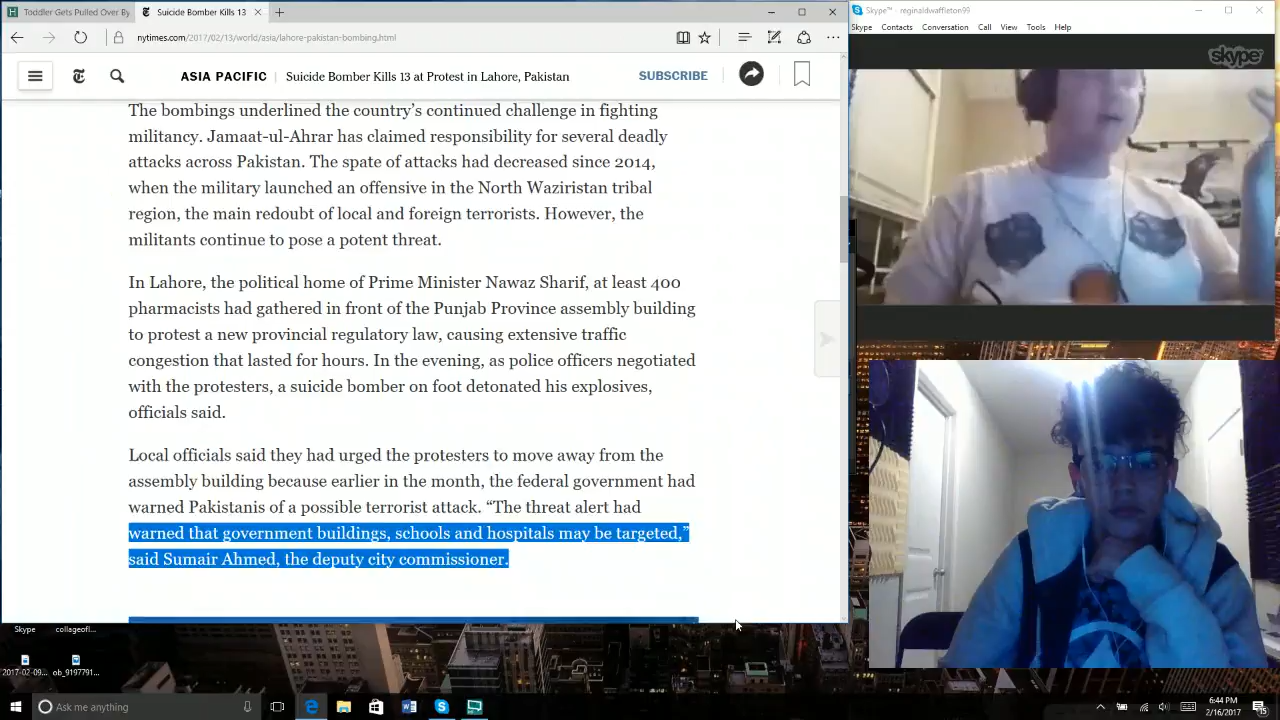 Toddler Gets Pulled Over By
Suicide Bomber Kills 13
nytimes.com/2017/02/13/world/asia/lahore-pakistan-bombing.html
ASIA PACIFIC
Suicide Bomber Kills 13 at Protest in Lahore, Pakistan
SUBSCRIBE
The bombings underlined the country’s continued challenge in fighting
militancy. Jamaat-ul-Ahrar has claimed responsibility for several deadly
attacks across Pakistan. The spate of attacks had decreased since 2014,
when the military launched an offensive in the North Waziristan tribal
region, the main redoubt of local and foreign terrorists. However, the
militants continue to pose a potent threat.
In Lahore, the political home of Prime Minister Nawaz Sharif, at least 400
pharmacists had gathered in front of the Punjab Province assembly building
to protest a new provincial regulatory law, causing extensive traffic
congestion that lasted for hours. In the evening, as police officers negotiated
with the protesters, a suicide bomber on foot detonated his explosives,
officials said.
Local officials said they had urged the protesters to move away from the
assembly building because earlier in the month, the federal government had
warned Pakistanis of a possible terrorist attack. “The threat alert had
warned that government buildings, schools and hospitals may be targeted,”
said Sumair Ahmed, the deputy city commissioner.
Skype™ - reginaldwaffleton99
Skype Contacts Conversation Call View Tools Help
skype
Skype
collageofl...
2017-02-09...
ob_9197791...
Ask me anything
6:44 PM
2/16/2017
15